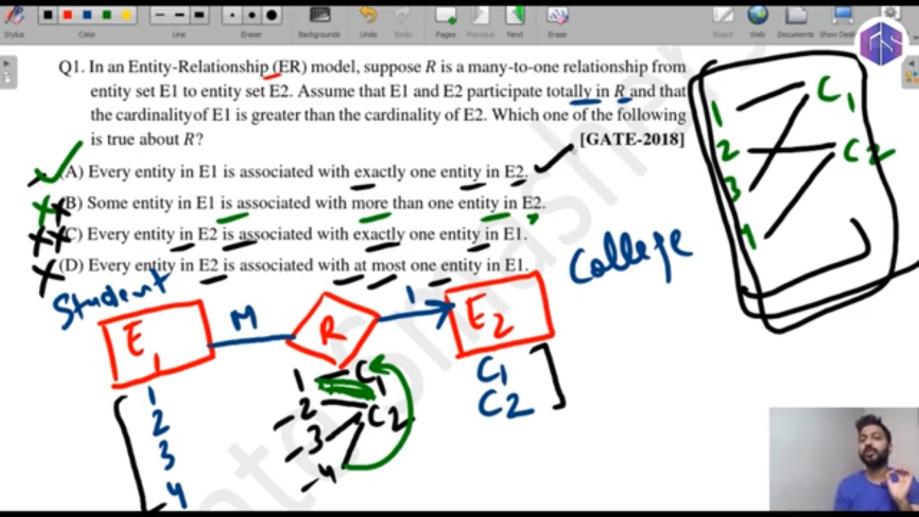 Stylus Color Line Eraser Backgrounds Undo Redo Pages Previous Next Erase Board Web Documents Show Desktop
Q1. In an Entity-Relationship (ER) model, suppose R is a many-to-one relationship from
entity set E1 to entity set E2. Assume that E1 and E2 participate totally in R and that
the cardinality of E1 is greater than the cardinality of E2. Which one of the following
is true about R? [GATE-2018]
(A) Every entity in E1 is associated with exactly one entity in E2.
(B) Some entity in E1 is associated with more than one entity in E2.
(C) Every entity in E2 is associated with exactly one entity in E1.
(D) Every entity in E2 is associated with at most one entity in E1.
1 C1
2 C2
3
4
Student College
E1 M R 1 E2
1
2
3
4
1 C1
2 C2
3
4
C1
C2